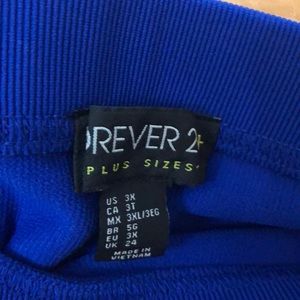 OREVER 2+
PLUS SIZES
US 3X
CA 3T
MX 3XL/3EG
BR 5G
EU 3X
UK 24
MADE IN
VIETNAM